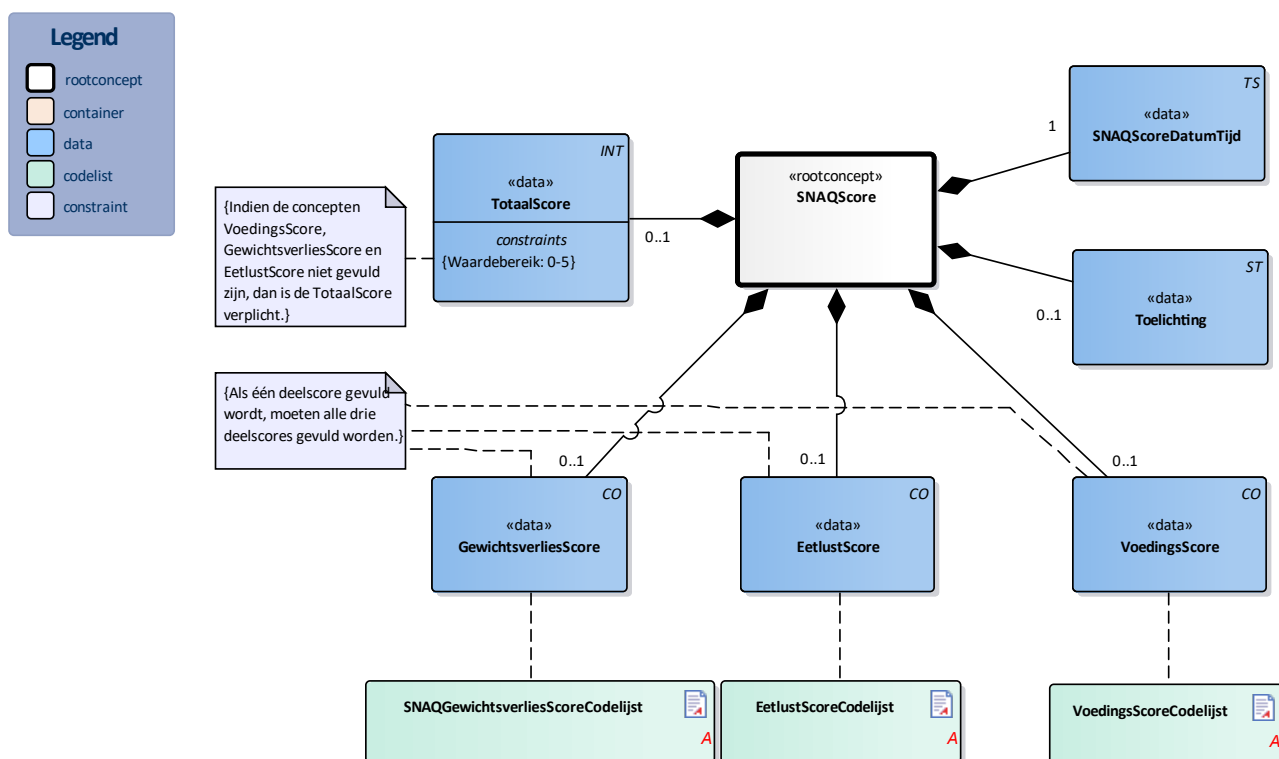 Legend
rootconcept
container
data
codelist
constraint
TS
«data»
SNAQScoreDatumTijd
1
INT
«data»
TotaalScore
constraints
{Waardebereik: 0-5}
0..1
«rootconcept»
SNAQScore
{Indien de concepten
VoedingsScore,
GewichtsverliesScore en
EetlustScore niet gevuld
zijn, dan is de TotaalScore
verplicht.}
ST
«data»
Toelichting
0..1
{Als één deelscore gevuld
wordt, moeten alle drie
deelscores gevuld worden.}
0..1
0..1
0..1
CO
«data»
GewichtsverliesScore
CO
«data»
EetlustScore
CO
«data»
VoedingsScore
SNAQGewichtsverliesScoreCodelijst
A
EetlustScoreCodelijst
A
VoedingsScoreCodelijst
A